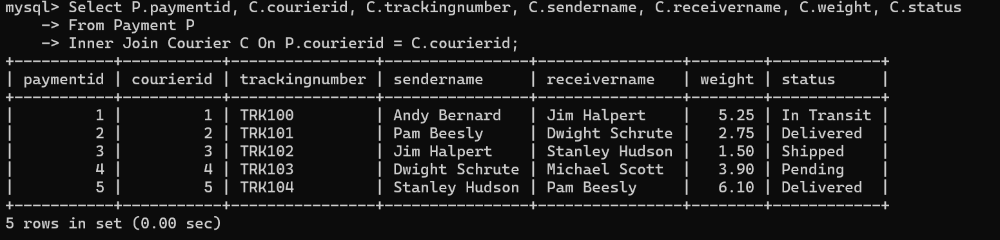 mysql> Select P.paymentid, C.courierid, C.trackingnumber, C.sendername, C.receivername, C.weight, C.status
    -> From Payment P
    -> Inner Join Courier C On P.courierid = C.courierid;
+-----------+-----------+----------------+----------------+----------------+--------+------------+
| paymentid | courierid | trackingnumber | sendername     | receivername   | weight | status     |
+-----------+-----------+----------------+----------------+----------------+--------+------------+
|         1 |         1 | TRK100         | Andy Bernard   | Jim Halpert    |   5.25 | In Transit |
|         2 |         2 | TRK101         | Pam Beesly     | Dwight Schrute |   2.75 | Delivered  |
|         3 |         3 | TRK102         | Jim Halpert    | Stanley Hudson |   1.50 | Shipped    |
|         4 |         4 | TRK103         | Dwight Schrute | Michael Scott  |   3.90 | Pending    |
|         5 |         5 | TRK104         | Stanley Hudson | Pam Beesly     |   6.10 | Delivered  |
+-----------+-----------+----------------+----------------+----------------+--------+------------+
5 rows in set (0.00 sec)